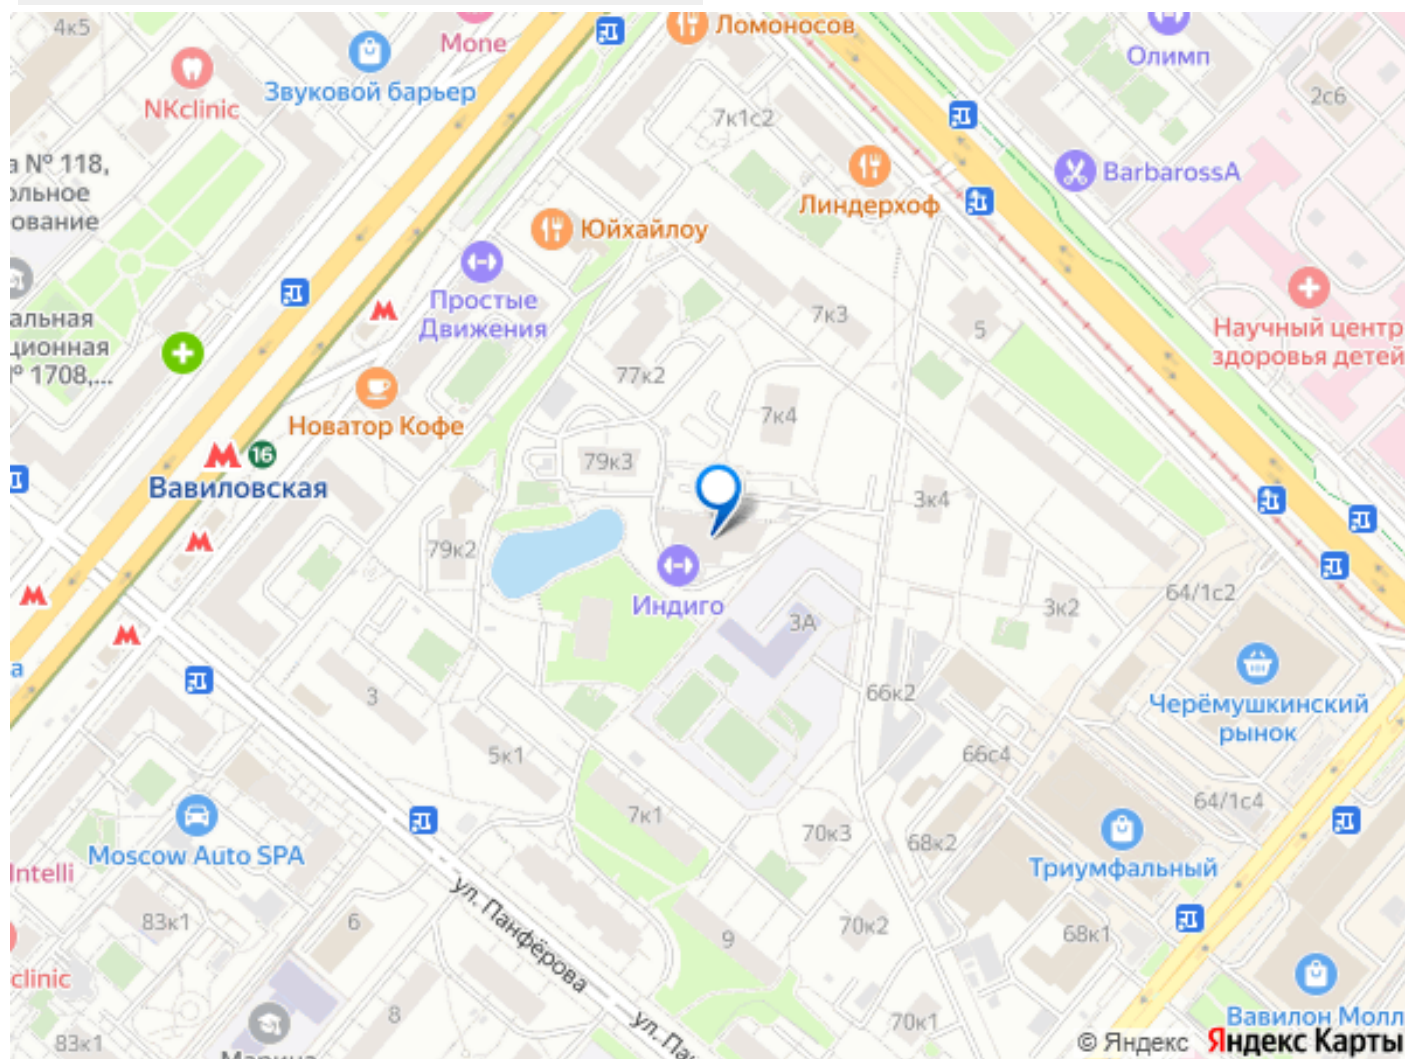 4к5
Mone
Ломоносов
Олимп
NKclinic
Звуковой барьер
7к1с2
2с6
а № 118,
ольное
ование
BarbarossA
Линдерхоф
Юйхайлоу
Простые
Движения
7к3
5
Научный центр
здоровья детей
альная
ционная
№ 1708,...
77к2
7к4
Новатор Кофе
79к3
16
Вавиловская
3к4
79к2
Индиго
3А
3к2
64/1с2
а
3
66к2
Черёмушкинский
рынок
5к1
66с4
7к1
70к3
68к2
64/1с4
Moscow Auto SPA
Триумфальный
Intelli
ул. Панфёрова
83к1
6
9
70к2
68к1
clinic
8
70к1
Вавилон Молл
ул. Па
83к1
© Яндекс Яндекс Карты